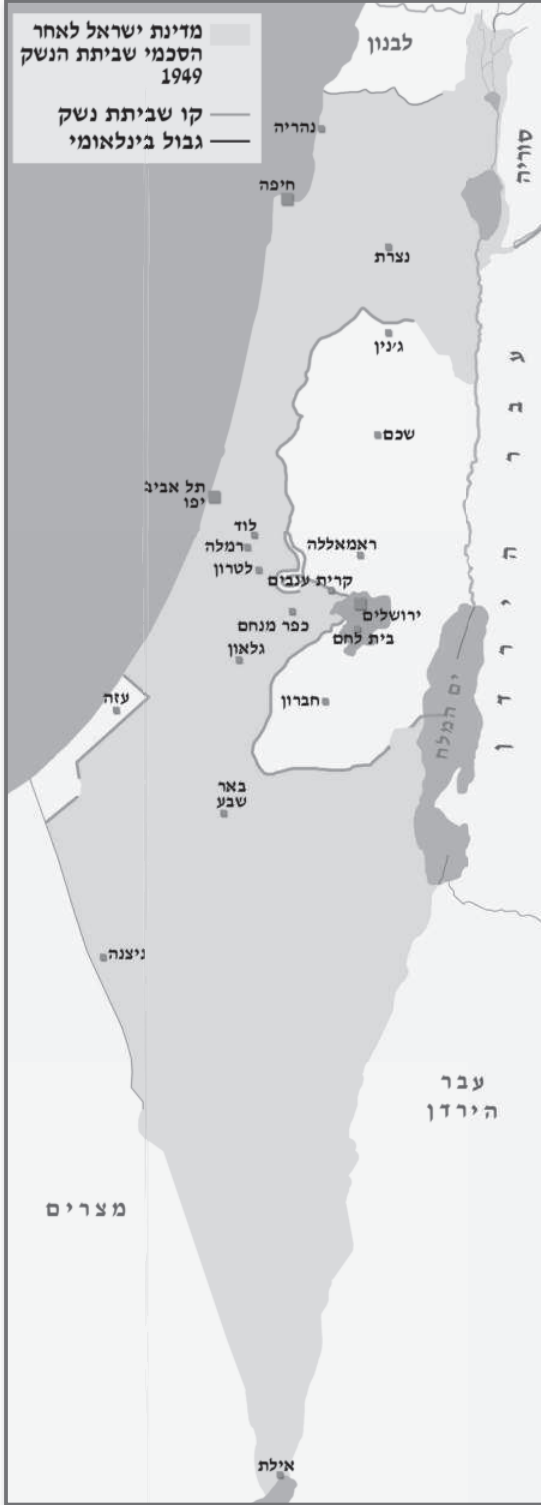 מדינת ישראל לאחר
הסכמי שביתת הנשק
1949
קו שביתת נשק
גבול בינלאומי
לבנון
סוריה
נהריה
חיפה
נצרת
ג'נין
שכם
עבר הירדן
תל אביב
יפו
לוד
רמלה
לטרון
ראמאללה
קרית ענבים
ירושלים
כפר מנחם
בית לחם
גלאון
חברון
ים המלח
עזה
באר
שבע
ניצנה
עבר
הירדן
מצרים
אילת